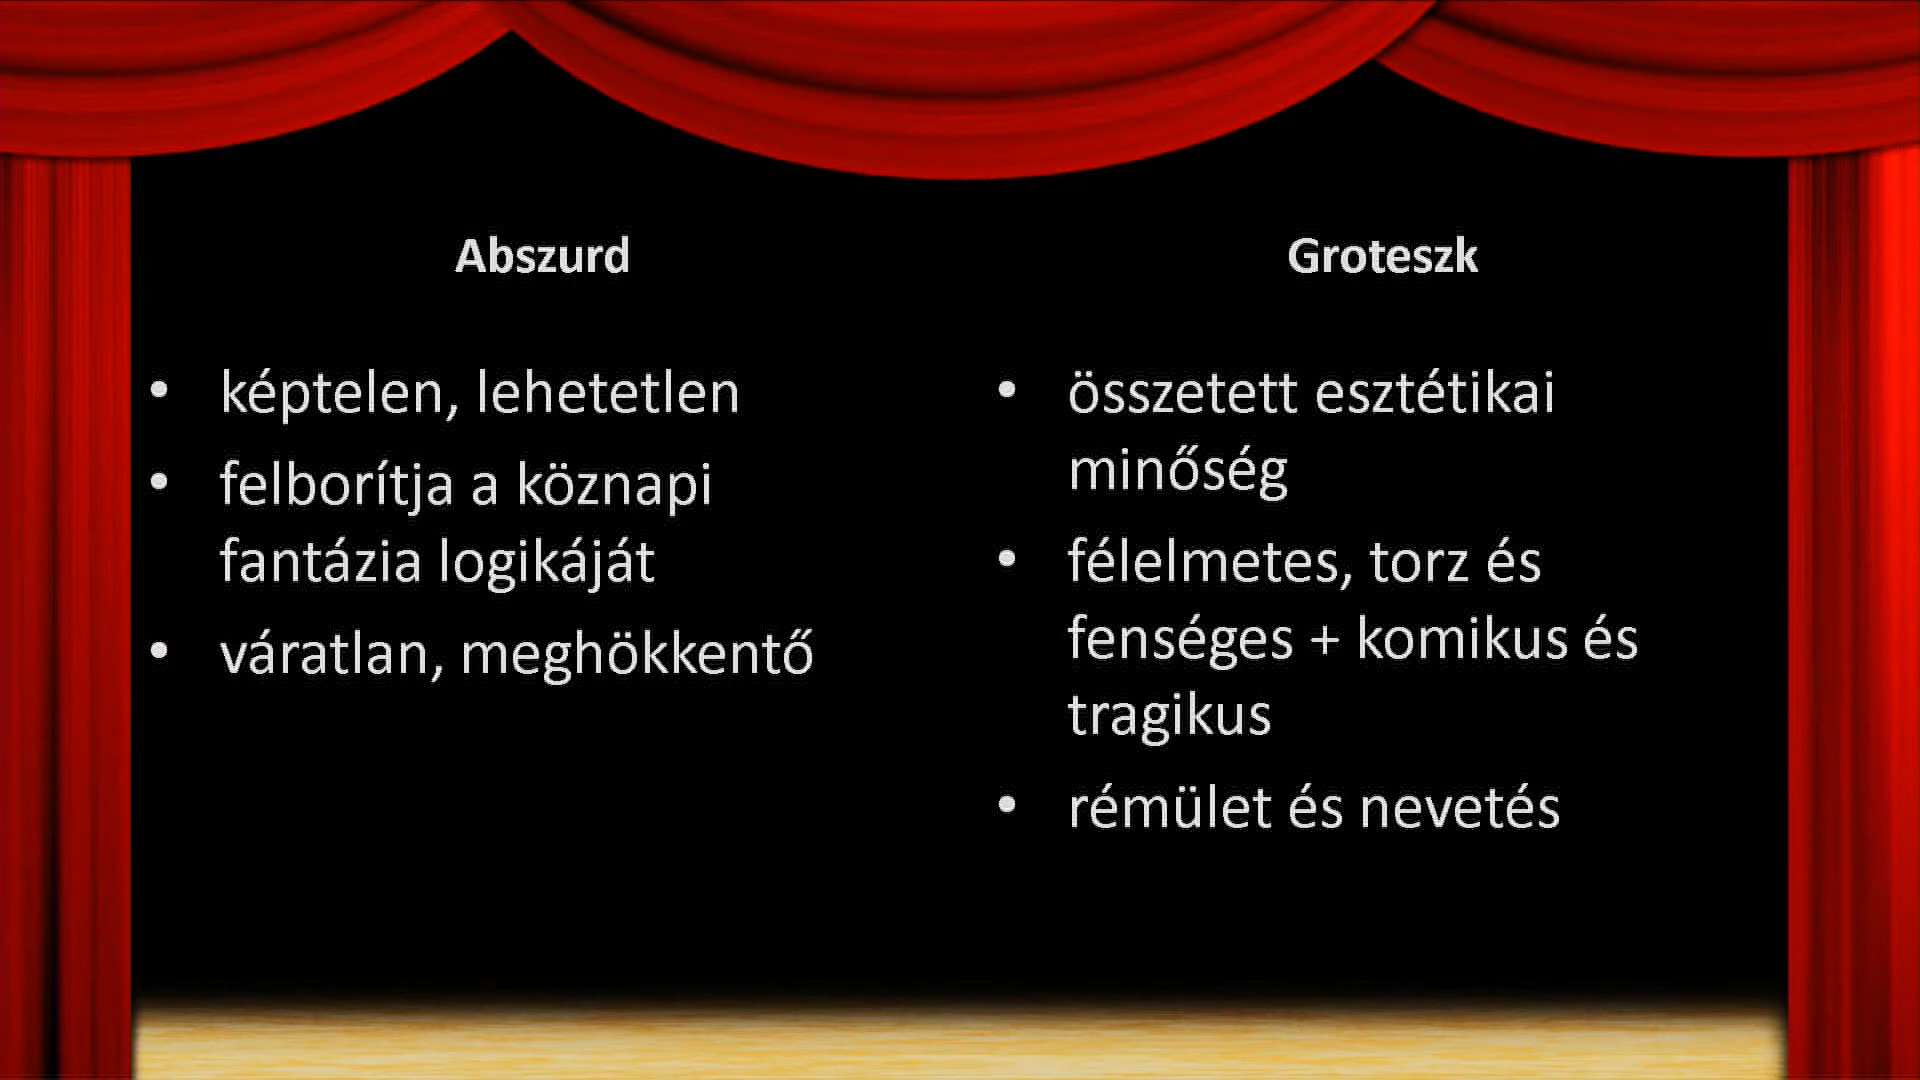 Abszurd
• képtelen, lehetetlen
• felborítja a köznapi
fantázia logikáját
• váratlan, meghökkentő
Groteszk
• összetett esztétikai
minőség
• félelmetes, torz és
fenséges + komikus és
tragikus
• rémület és nevetés